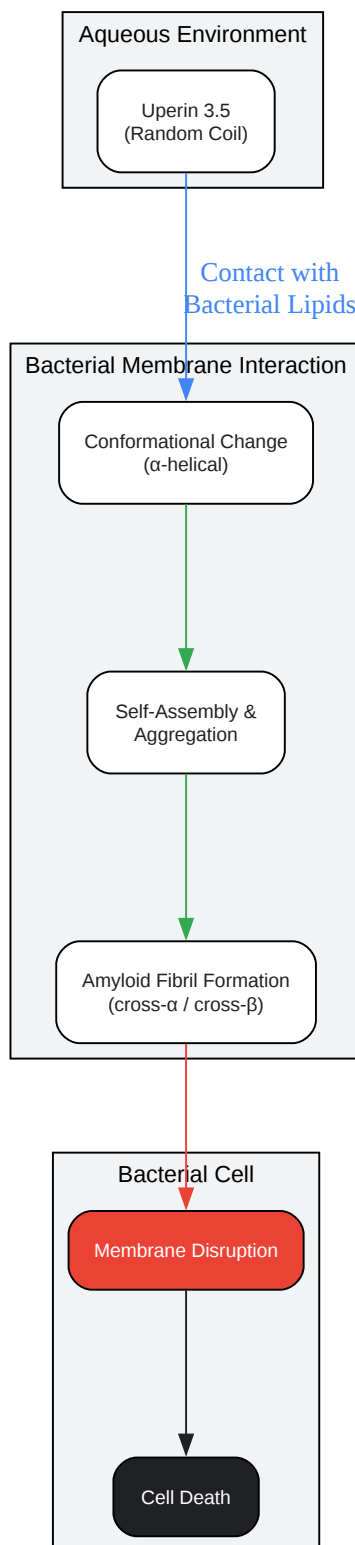 Aqueous Environment
Uperin 3.5
(Random Coil)
Contact with
Bacterial Lipids
Bacterial Membrane Interaction
Conformational Change
(α-helical)
Self-Assembly &
Aggregation
Amyloid Fibril Formation
(cross-α / cross-β)
Bacterial Cell
Membrane Disruption
Cell Death